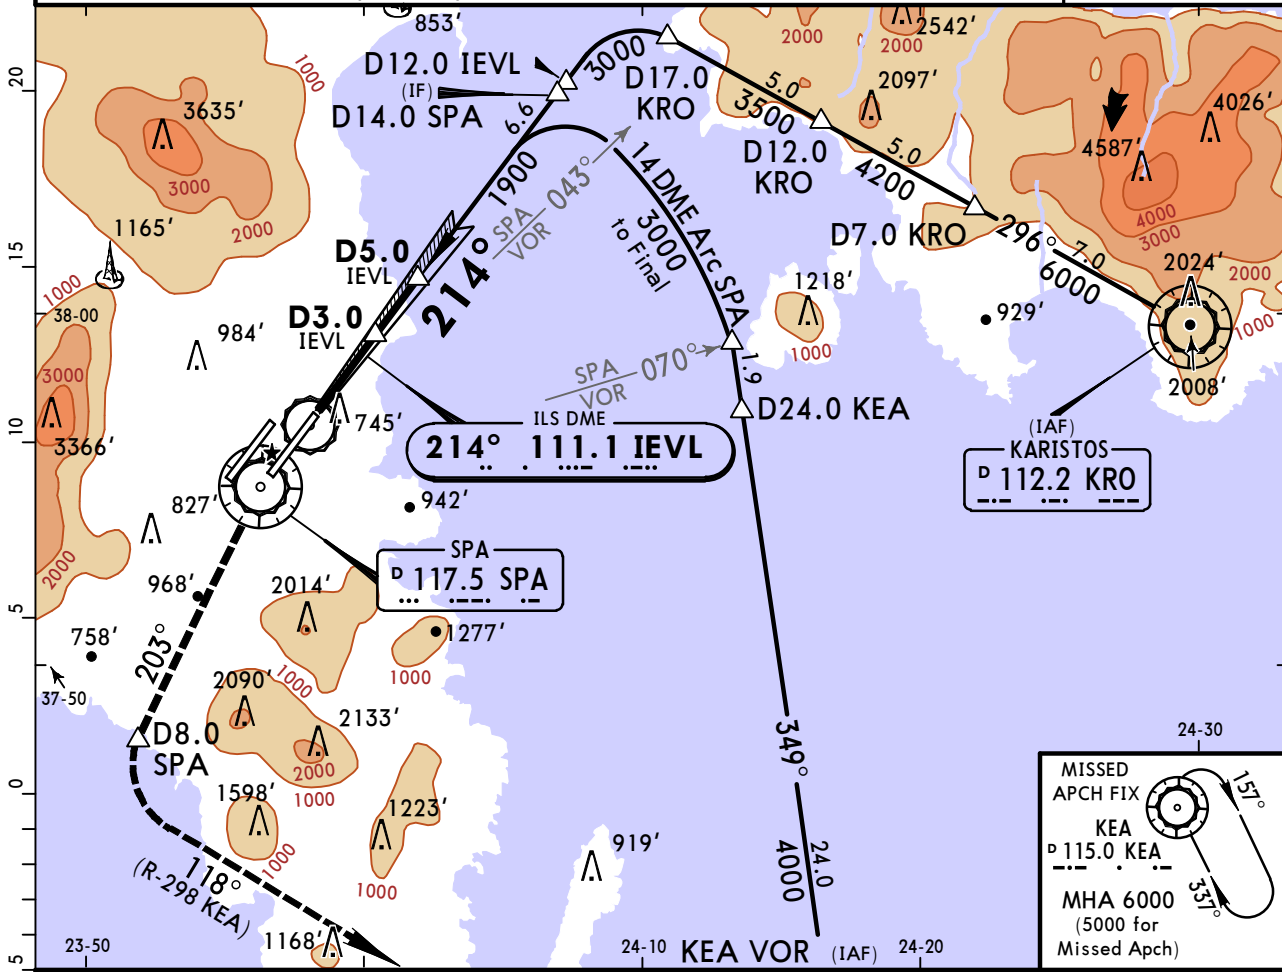 853'
2542'
2000
2000
1000
3000
D12.0 IEVL
(IF)
D14.0 SPA
D17.0
KRO
5.0
3500
2097'
4026'
20
3635'
3000
2000
6.6
1900
SPA
VOR
043°
14 DME Arc SPA
3000
to Final
D12.0
KRO
5.0
4200
4587'
4000
3000
2000
1165'
D7.0 KRO
296°
7.0
6000
2024'
15
1000
38-00
D5.0
IEVL
214°
D3.0
IEVL
1218'
1000
929'
1000
2008'
984'
3000
SPA
VOR
070°
1.9
D24.0 KEA
745'
ILS DME
214° 111.1 IEVL
(IAF)
KARISTOS
D 112.2 KRO
10
3366'
827'
942'
SPA
D 117.5 SPA
2000
968'
2014'
5
758'
203°
1277'
1000
1000
37-50
2090'
2133'
2000
1000
D8.0
SPA
349°
24-30
0
1598'
1000
1223'
1000
919'
24.0
4000
MISSED
APCH FIX
157°
KEA
D 115.0 KEA
337°
MHA 6000
(5000 for
Missed Apch)
118°
(R-298 KEA)
1168'
23-50
24-10
KEA VOR (IAF)
24-20
5